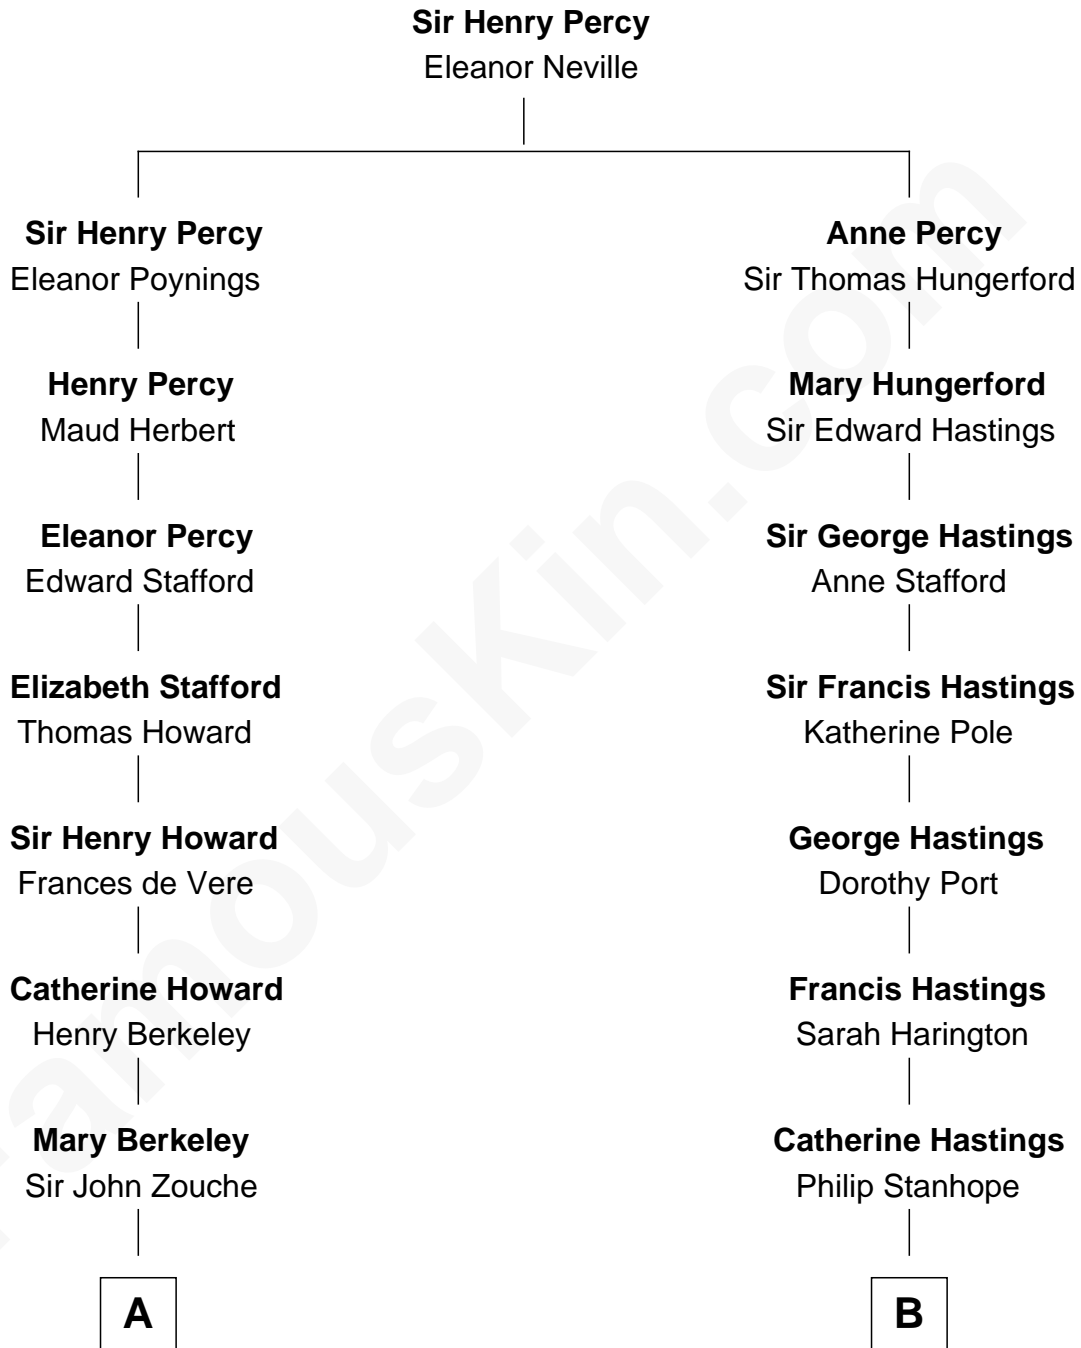 Sir Henry Percy
Eleanor Neville
Sir Henry Percy
Eleanor Poynings
Henry Percy
Maud Herbert
Eleanor Percy
Edward Stafford
Elizabeth Stafford
Thomas Howard
Sir Henry Howard
Frances de Vere
Catherine Howard
Henry Berkeley
Mary Berkeley
Sir John Zouche
A
Anne Percy
Sir Thomas Hungerford
Mary Hungerford
Sir Edward Hastings
Sir George Hastings
Anne Stafford
Sir Francis Hastings
Katherine Pole
George Hastings
Dorothy Port
Francis Hastings
Sarah Harington
Catherine Hastings
Philip Stanhope
B
FamousKin.com